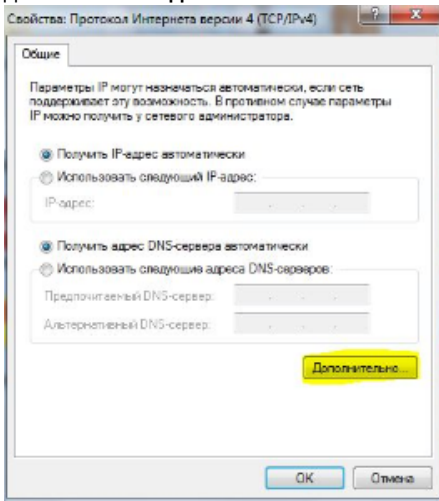 Свойства: Протокол Интернета версии 4 (TCP/IPv4)
Общие
Параметры IP могут назначаться автоматически, если сеть
поддерживает эту возможность. В противном случае параметры
IP можно получить у сетевого администратора.
Получить IP-адрес автоматически
Использовать следующий IP-адрес:
IP-адрес:
Получить адрес DNS-сервера автоматически
Использовать следующие адреса DNS-серверов:
Предпочитаемый DNS-сервер:
Альтернативный DNS-сервер:
Дополнительно...
OK Отмена